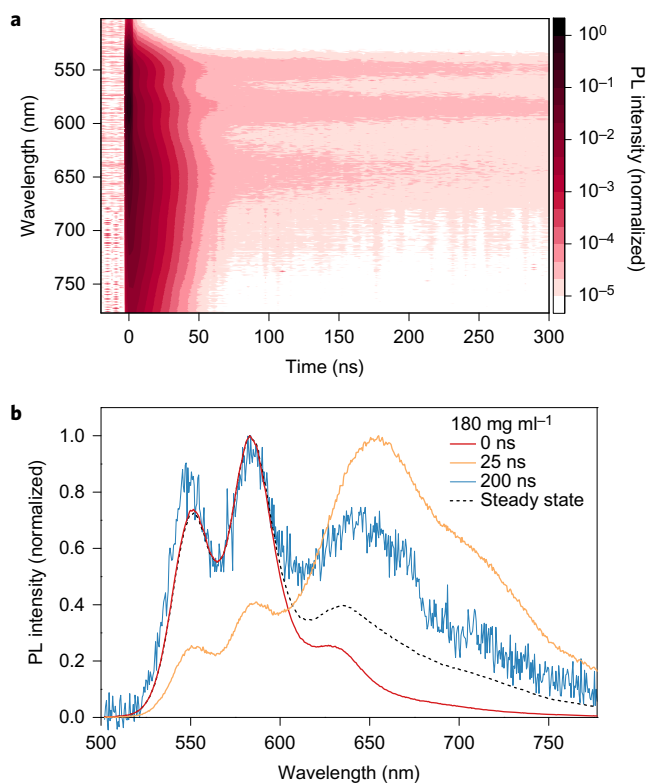 a
550
600
650
700
750
Wavelength (nm)
0
50
100
150
200
250
300
Time (ns)
10⁰
10⁻¹
10⁻²
10⁻³
10⁻⁴
10⁻⁵
PL intensity (normalized)
b
1.0
0.8
0.6
0.4
0.2
0.0
PL intensity (normalized)
180 mg ml⁻¹
0 ns
25 ns
200 ns
Steady state
500
550
600
650
700
750
Wavelength (nm)